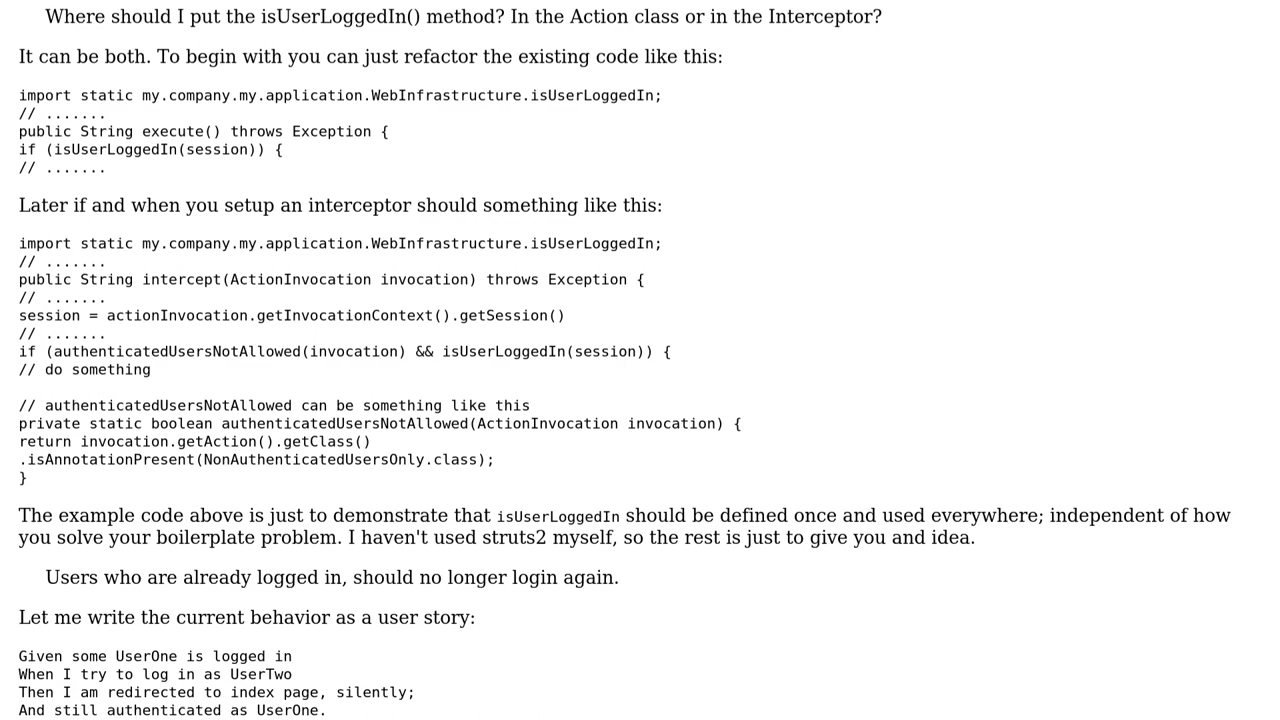 Where should I put the isUserLoggedIn() method? In the Action class or in the Interceptor?
It can be both. To begin with you can just refactor the existing code like this:
import static my.company.my.application.WebInfrastructure.isUserLoggedIn;
// .......
public String execute() throws Exception {
if (isUserLoggedIn(session)) {
// .......
Later if and when you setup an interceptor should something like this:
import static my.company.my.application.WebInfrastructure.isUserLoggedIn;
// .......
public String intercept(ActionInvocation invocation) throws Exception {
// .......
session = actionInvocation.getInvocationContext().getSession()
// .......
if (authenticatedUsersNotAllowed(invocation) && isUserLoggedIn(session)) {
// do something
// authenticatedUsersNotAllowed can be something like this
private static boolean authenticatedUsersNotAllowed(ActionInvocation invocation) {
return invocation.getAction().getClass()
.isAnnotationPresent(NonAuthenticatedUsersOnly.class);
}
The example code above is just to demonstrate that isUserLoggedIn should be defined once and used everywhere; independent of how
you solve your boilerplate problem. I haven't used struts2 myself, so the rest is just to give you and idea.
Users who are already logged in, should no longer login again.
Let me write the current behavior as a user story:
Given some UserOne is logged in
When I try to log in as UserTwo
Then I am redirected to index page, silently;
And still authenticated as UserOne.